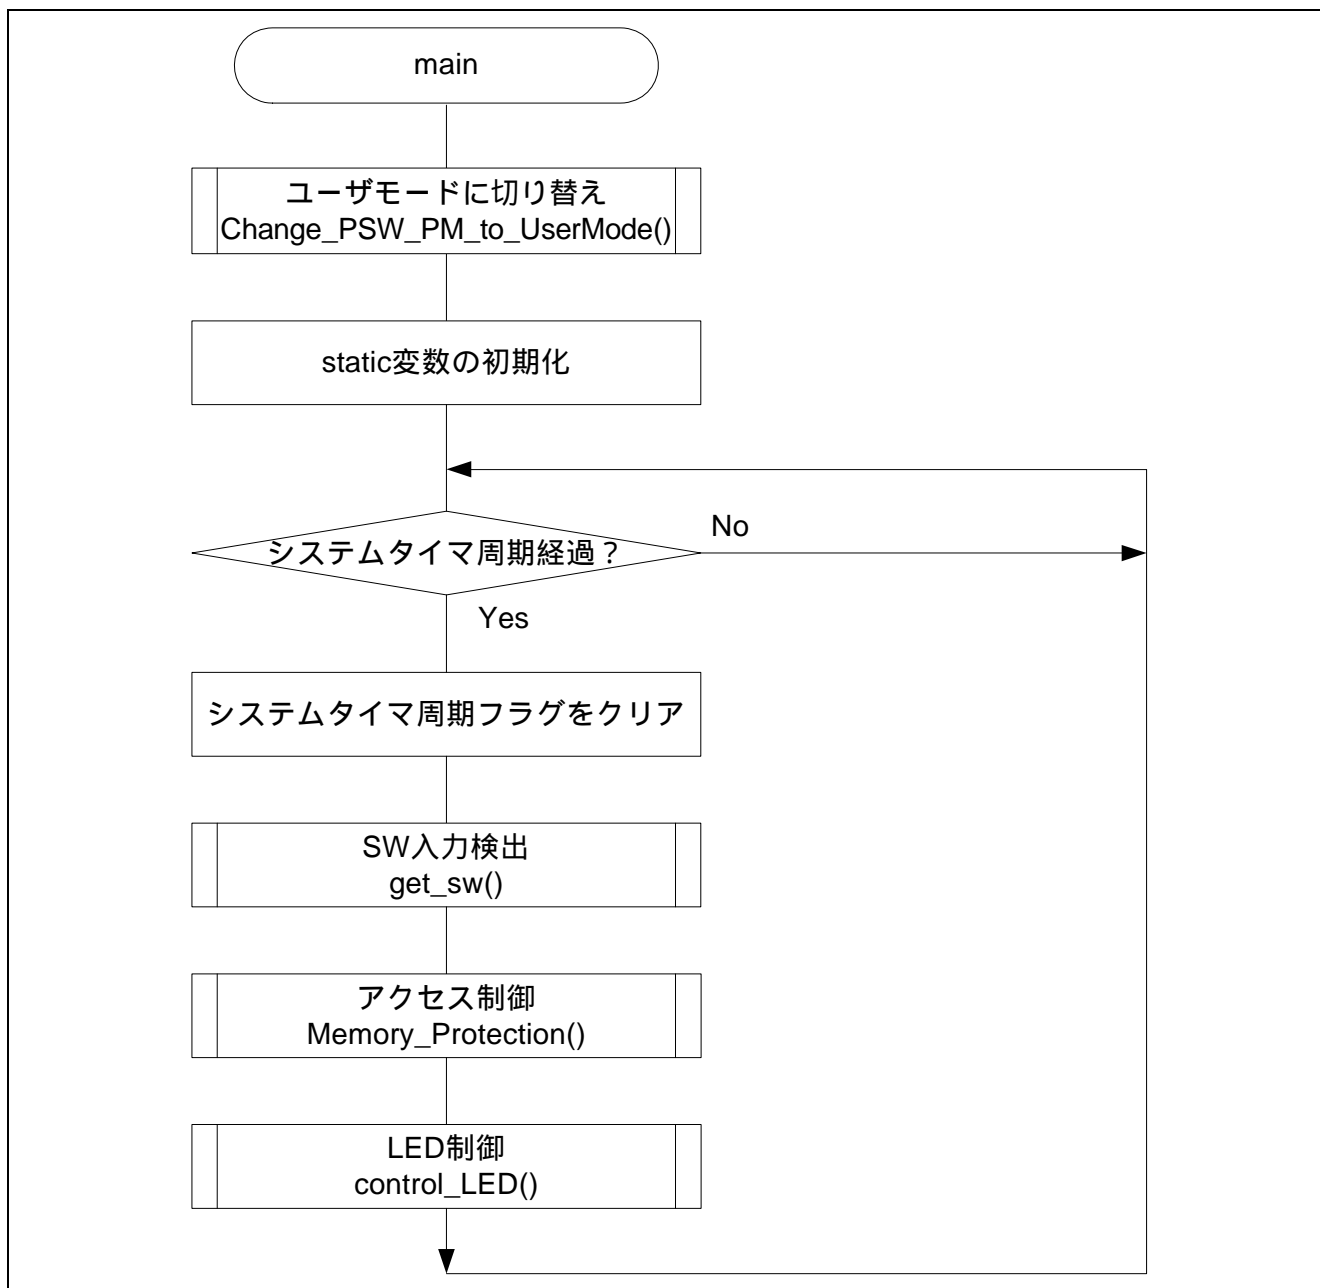 main
ユーザモードに切り替え
Change_PSW_PM_to_UserMode()
static変数の初期化
システムタイマ周期経過？
No
Yes
システムタイマ周期フラグをクリア
SW入力検出
get_sw()
アクセス制御
Memory_Protection()
LED制御
control_LED()